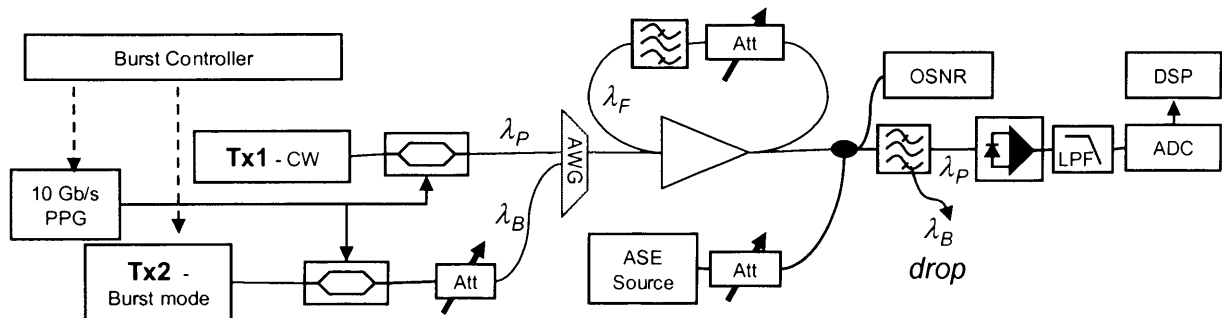 Burst Controller
Tx1 - CW
10 Gb/s
PPG
Tx2 -
Burst mode
Att
λP
λB
AWG
λF
Att
ASE
Source
Att
OSNR
λP
λB
drop
LPF
ADC
DSP